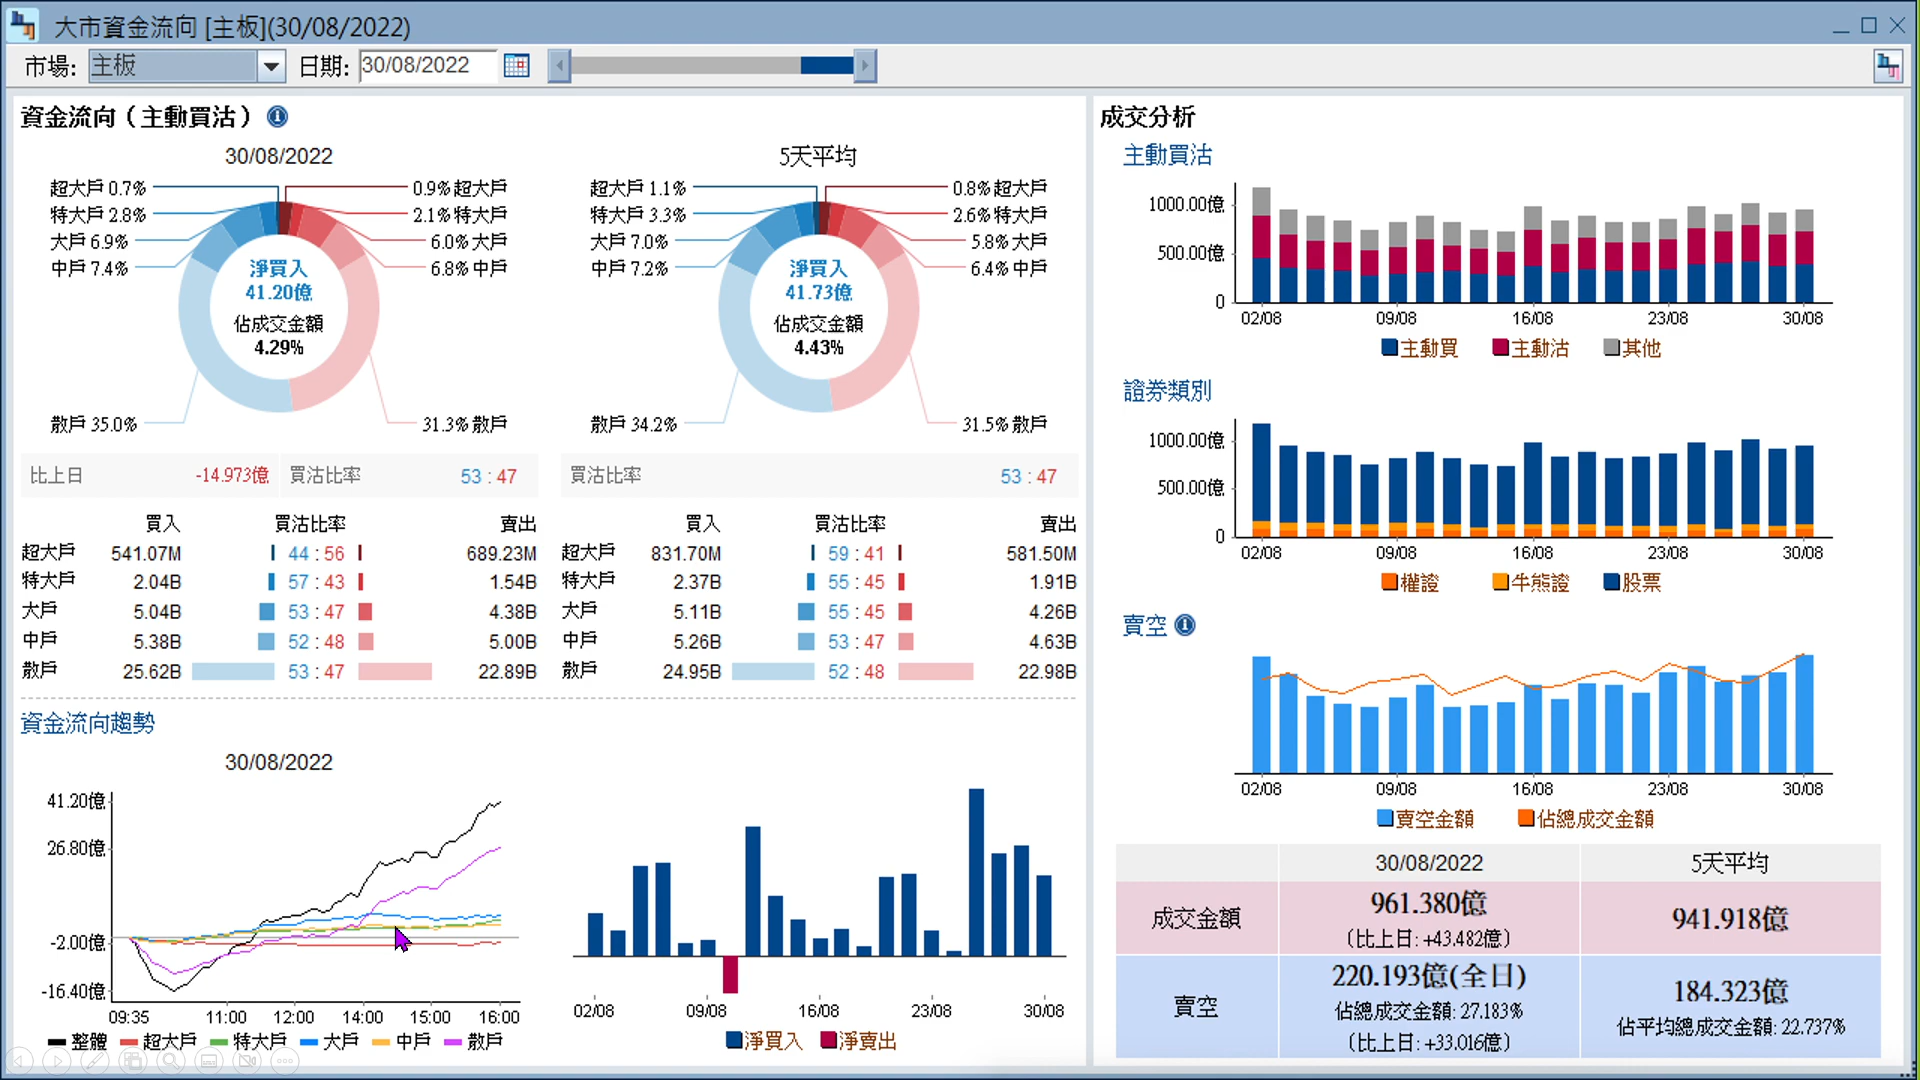 大市資金流向 [主板](30/08/2022)
市場: 主板 日期: 30/08/2022
資金流向（主動買沽）
30/08/2022
超大戶 0.7% 0.9% 超大戶
特大戶 2.8% 2.1% 特大戶
大戶 6.9% 6.0% 大戶
中戶 7.4% 6.8% 中戶
淨買入
41.20億
佔成交金額
4.29%
散戶 35.0% 31.3% 散戶
比上日 -14.973億 買沽比率 53 : 47
買入 買沽比率 賣出
超大戶 541.07M 44 : 56 689.23M
特大戶 2.04B 57 : 43 1.54B
大戶 5.04B 53 : 47 4.38B
中戶 5.38B 52 : 48 5.00B
散戶 25.62B 53 : 47 22.89B
5天平均
超大戶 1.1% 0.8% 超大戶
特大戶 3.3% 2.6% 特大戶
大戶 7.0% 5.8% 大戶
中戶 7.2% 6.4% 中戶
淨買入
41.73億
佔成交金額
4.43%
散戶 34.2% 31.5% 散戶
買沽比率 53 : 47
買入 買沽比率 賣出
超大戶 831.70M 59 : 41 581.50M
特大戶 2.37B 55 : 45 1.91B
大戶 5.11B 55 : 45 4.26B
中戶 5.26B 53 : 47 4.63B
散戶 24.95B 52 : 48 22.98B
資金流向趨勢
30/08/2022
41.20億
26.80億
-2.00億
-16.40億
09:35 11:00 12:00 14:00 15:00 16:00
整體 超大戶 特大戶 大戶 中戶 散戶
02/08 09/08 16/08 23/08 30/08
淨買入 淨賣出
成交分析
主動買沽
1000.00億
500.00億
0
02/08 09/08 16/08 23/08 30/08
主動買 主動沽 其他
證券類別
1000.00億
500.00億
0
02/08 09/08 16/08 23/08 30/08
權證 牛熊證 股票
賣空
02/08 09/08 16/08 23/08 30/08
賣空金額 佔總成交金額
30/08/2022 5天平均
成交金額 961.380億 941.918億
(比上日: +43.482億)
賣空 220.193億(全日) 184.323億
佔總成交金額: 27.183% 佔平均總成交金額: 22.737%
(比上日: +33.016億)